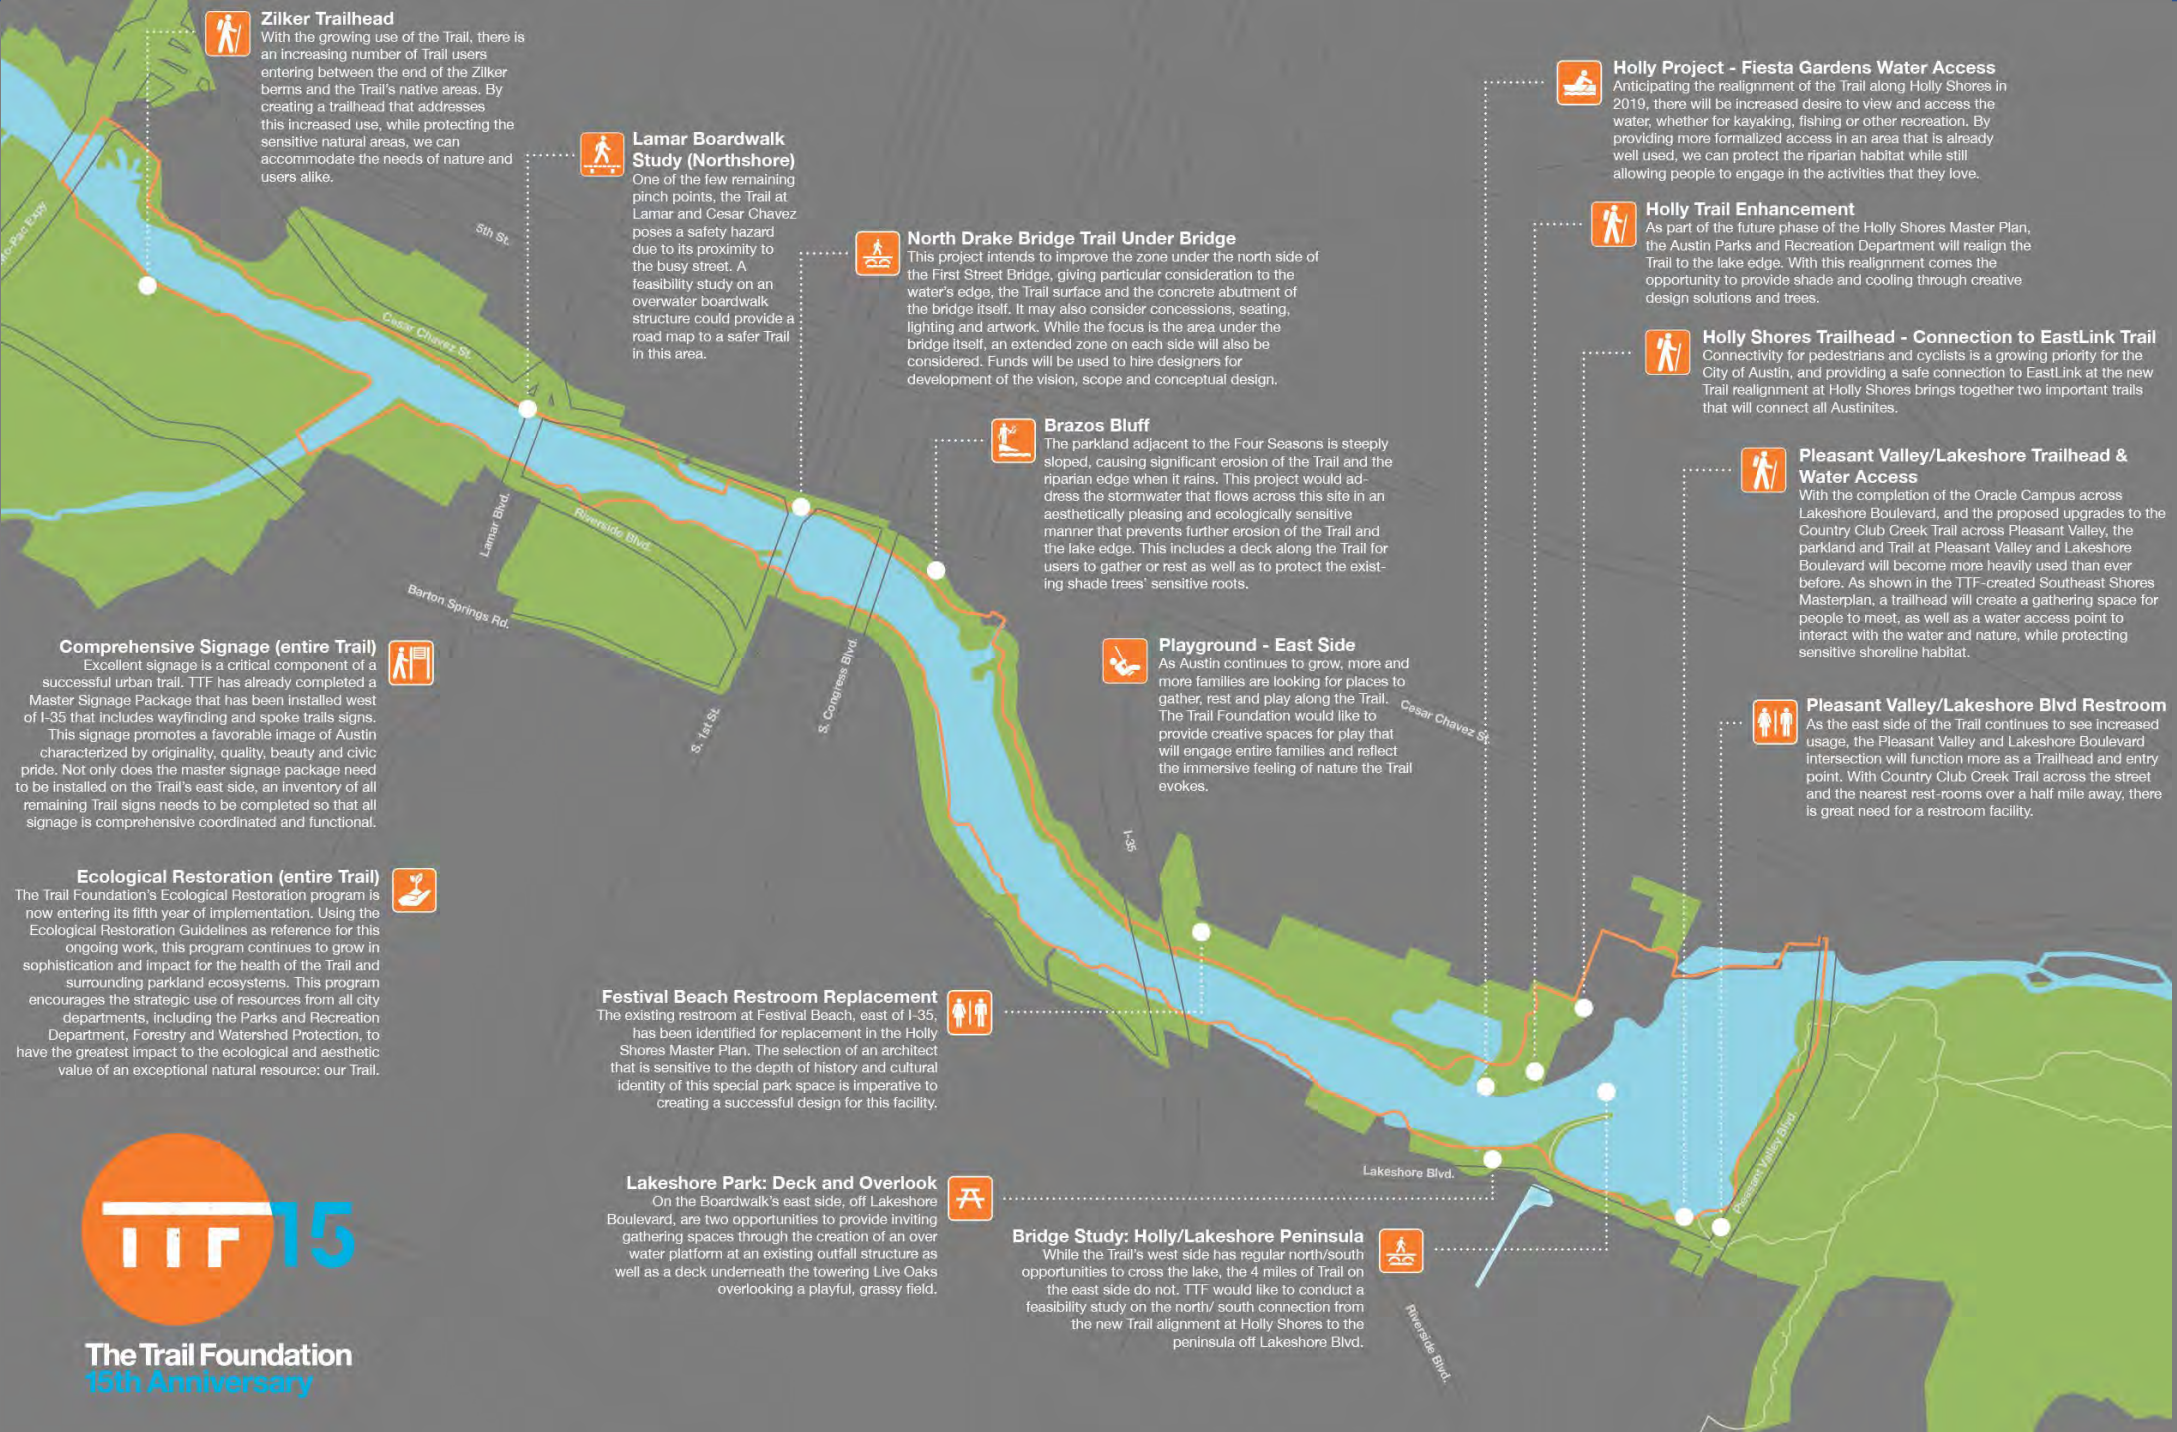 Zilker Trailhead
With the growing use of the Trail, there is
an increasing number of Trail users
entering between the end of the Zilker
berms and the Trail's native areas. By
creating a trailhead that addresses
this increased use, while protecting the
sensitive natural areas, we can
accommodate the needs of nature and
users alike.
Lamar Boardwalk
Study (Northshore)
One of the few remaining
pinch points, the Trail at
Lamar and Cesar Chavez
poses a safety hazard
due to its proximity to
the busy street. A
feasibility study on an
overwater boardwalk
structure could provide a
road map to a safer Trail
in this area.
North Drake Bridge Trail Under Bridge
This project intends to improve the zone under the north side of
the First Street Bridge, giving particular consideration to the
water's edge, the Trail surface and the concrete abutment of
the bridge itself. It may also consider concessions, seating,
lighting and artwork. While the focus is the area under the
bridge itself, an extended zone on each side will also be
considered. Funds will be used to hire designers for
development of the vision, scope and conceptual design.
Brazos Bluff
The parkland adjacent to the Four Seasons is steeply
sloped, causing significant erosion of the Trail and the
riparian edge when it rains. This project would ad-
dress the stormwater that flows across this site in an
aesthetically pleasing and ecologically sensitive
manner that prevents further erosion of the Trail and
the lake edge. This includes a deck along the Trail for
users to gather or rest as well as to protect the exist-
ing shade trees' sensitive roots.
Playground - East Side
As Austin continues to grow, more and
more families are looking for places to
gather, rest and play along the Trail.
The Trail Foundation would like to
provide creative spaces for play that
will engage entire families and reflect
the immersive feeling of nature the Trail
evokes.
Holly Project - Fiesta Gardens Water Access
Anticipating the realignment of the Trail along Holly Shores in
2019, there will be increased desire to view and access the
water, whether for kayaking, fishing or other recreation. By
providing more formalized access in an area that is already
well used, we can protect the riparian habitat while still
allowing people to engage in the activities that they love.
Holly Trail Enhancement
As part of the future phase of the Holly Shores Master Plan,
the Austin Parks and Recreation Department will realign the
Trail to the lake edge. With this realignment comes the
opportunity to provide shade and cooling through creative
design solutions and trees.
Holly Shores Trailhead - Connection to EastLink Trail
Connectivity for pedestrians and cyclists is a growing priority for the
City of Austin, and providing a safe connection to EastLink at the new
Trail realignment at Holly Shores brings together two important trails
that will connect all Austinites.
Pleasant Valley/Lakeshore Trailhead &
Water Access
With the completion of the Oracle Campus across
Lakeshore Boulevard, and the proposed upgrades to the
Country Club Creek Trail across Pleasant Valley, the
parkland and Trail at Pleasant Valley and Lakeshore
Boulevard will become more heavily used than ever
before. As shown in the TTF-created Southeast Shores
Masterplan, a trailhead will create a gathering space for
people to meet, as well as a water access point to
interact with the water and nature, while protecting
sensitive shoreline habitat.
Pleasant Valley/Lakeshore Blvd Restroom
As the east side of the Trail continues to see increased
usage, the Pleasant Valley and Lakeshore Boulevard
intersection will function more as a Trailhead and entry
point. With Country Club Creek Trail across the street
and the nearest rest-rooms over a half mile away, there
is great need for a restroom facility.
Comprehensive Signage (entire Trail)
Excellent signage is a critical component of a
successful urban trail. TTF has already completed a
Master Signage Package that has been installed west
of I-35 that includes wayfinding and spoke trails signs.
This signage promotes a favorable image of Austin
characterized by originality, quality, beauty and civic
pride. Not only does the master signage package need
to be installed on the Trail's east side, an inventory of all
remaining Trail signs needs to be completed so that all
signage is comprehensive coordinated and functional.
Ecological Restoration (entire Trail)
The Trail Foundation's Ecological Restoration program is
now entering its fifth year of implementation. Using the
Ecological Restoration Guidelines as reference for this
ongoing work, this program continues to grow in
sophistication and impact for the health of the Trail and
surrounding parkland ecosystems. This program
encourages the strategic use of resources from all city
departments, including the Parks and Recreation
Department, Forestry and Watershed Protection, to
have the greatest impact to the ecological and aesthetic
value of an exceptional natural resource: our Trail.
Festival Beach Restroom Replacement
The existing restroom at Festival Beach, east of I-35,
has been identified for replacement in the Holly
Shores Master Plan. The selection of an architect
that is sensitive to the depth of history and cultural
identity of this special park space is imperative to
creating a successful design for this facility.
Lakeshore Park: Deck and Overlook
On the Boardwalk's east side, off Lakeshore
Boulevard, are two opportunities to provide inviting
gathering spaces through the creation of an over
water platform at an existing outfall structure as
well as a deck underneath the towering Live Oaks
overlooking a playful, grassy field.
Bridge Study: Holly/Lakeshore Peninsula
While the Trail's west side has regular north/south
opportunities to cross the lake, the 4 miles of Trail on
the east side do not. TTF would like to conduct a
feasibility study on the north/ south connection from
the new Trail alignment at Holly Shores to the
peninsula off Lakeshore Blvd.
Mo-Pac Expy
5th St.
Cesar Chavez St.
Lamar Blvd.
Riverside Blvd.
Barton Springs Rd.
S. 1st St.
S. Congress Blvd.
Cesar Chavez St.
I-35
Lakeshore Blvd.
Pleasant Valley Blvd.
Riverside Blvd.
TTF 15
The Trail Foundation
15th Anniversary